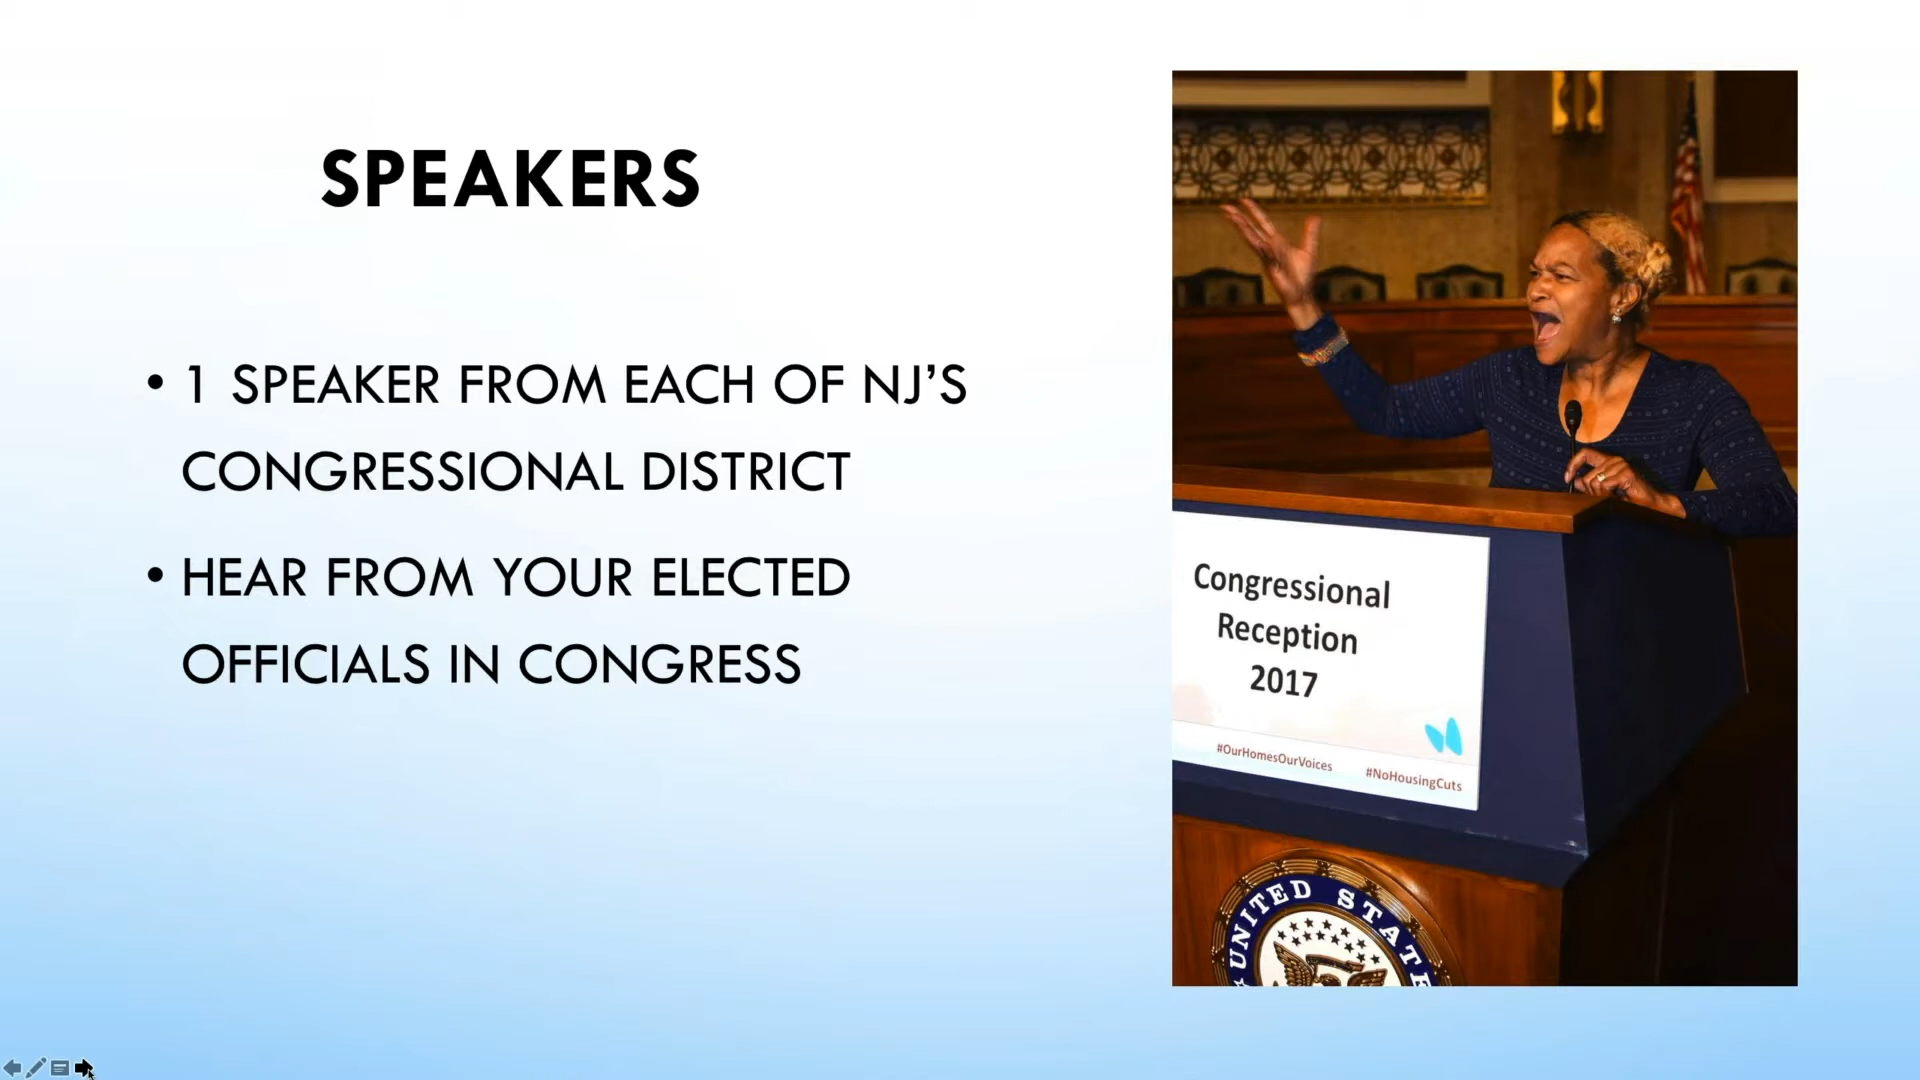 SPEAKERS
• 1 SPEAKER FROM EACH OF NJ’S
CONGRESSIONAL DISTRICT
• HEAR FROM YOUR ELECTED
OFFICIALS IN CONGRESS
Congressional
Reception
2017
#OurHomesOurVoices #NoHousingCuts
UNITED STATE